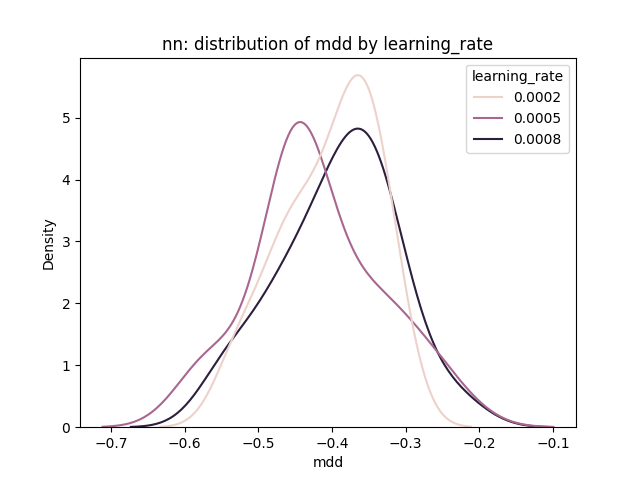 nn: distribution of mdd by learning_rate
learning_rate
0.0002
0.0005
0.0008
Density
5
4
3
2
1
0
−0.7 −0.6 −0.5 −0.4 −0.3 −0.2 −0.1
mdd